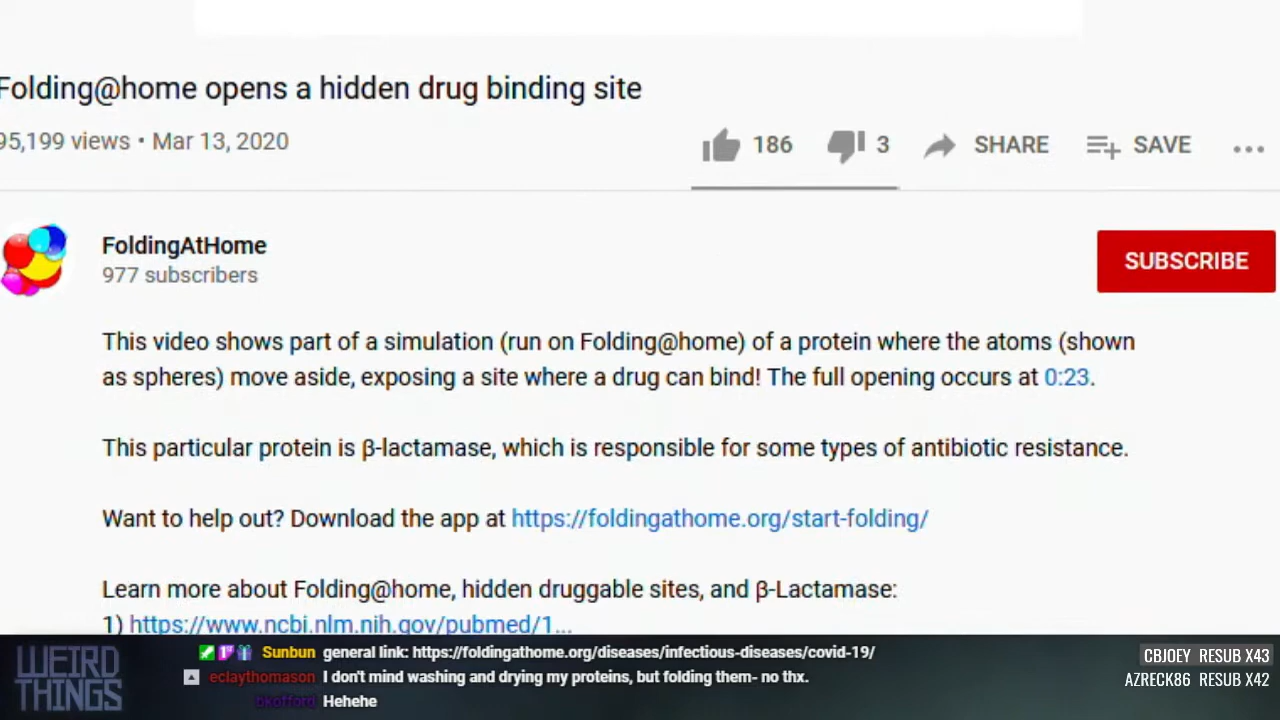 Folding@home opens a hidden drug binding site
95,199 views • Mar 13, 2020
186
3
SHARE
SAVE
FoldingAtHome
977 subscribers
SUBSCRIBE
This video shows part of a simulation (run on Folding@home) of a protein where the atoms (shown
as spheres) move aside, exposing a site where a drug can bind! The full opening occurs at 0:23.
This particular protein is β-lactamase, which is responsible for some types of antibiotic resistance.
Want to help out? Download the app at https://foldingathome.org/start-folding/
Learn more about Folding@home, hidden druggable sites, and β-Lactamase:
1) https://www.ncbi.nlm.nih.gov/pubmed/1...
WEIRD
THINGS
Sunbun general link: https://foldingathome.org/diseases/infectious-diseases/covid-19/
eclaythomason I don't mind washing and drying my proteins, but folding them- no thx.
bkofford Hehehe
CBJOEY RESUB X43
AZRECK86 RESUB X42